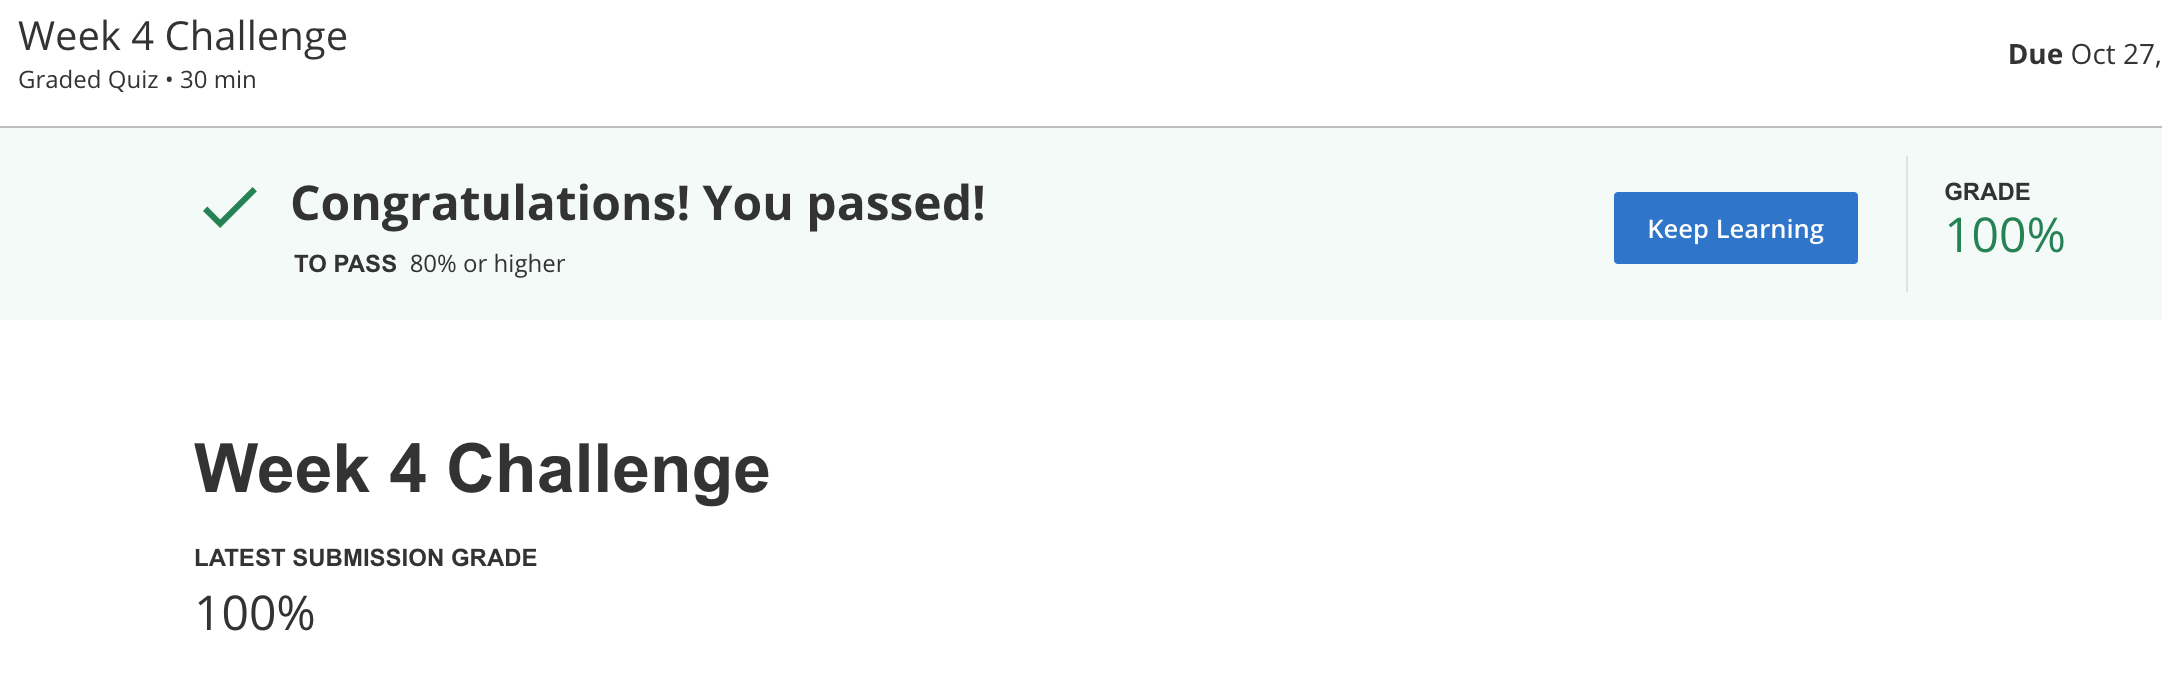 Week 4 Challenge
Graded Quiz • 30 min
Due Oct 27,
Congratulations! You passed!
TO PASS 80% or higher
Keep Learning
GRADE
100%
Week 4 Challenge
LATEST SUBMISSION GRADE
100%